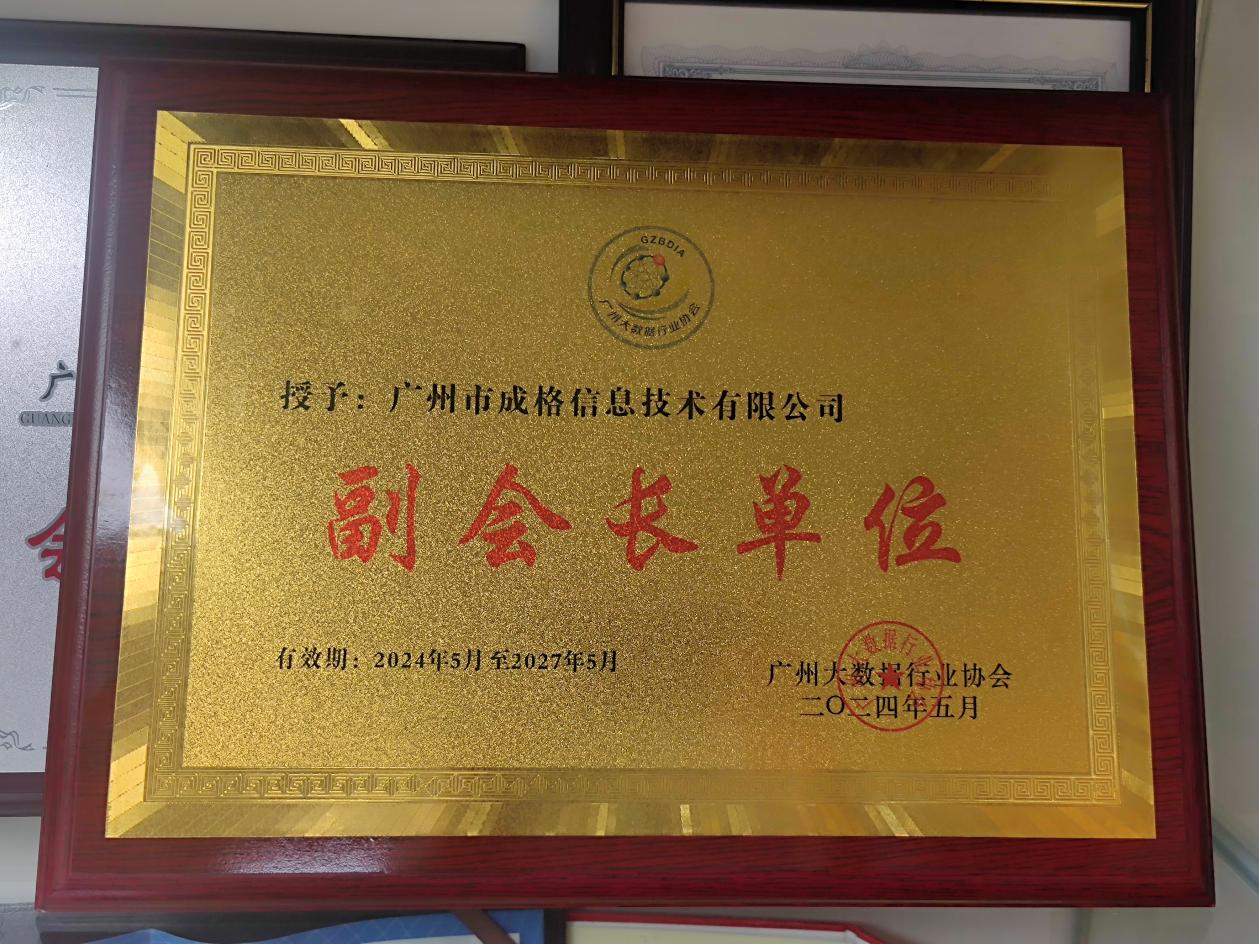 GZBDIA
广州大数据行业协会
授予：广州市成格信息技术有限公司
副会长单位
有效期：2024年5月至2027年5月
广州大数据行业协会
二〇二四年五月
广
GUANG
会